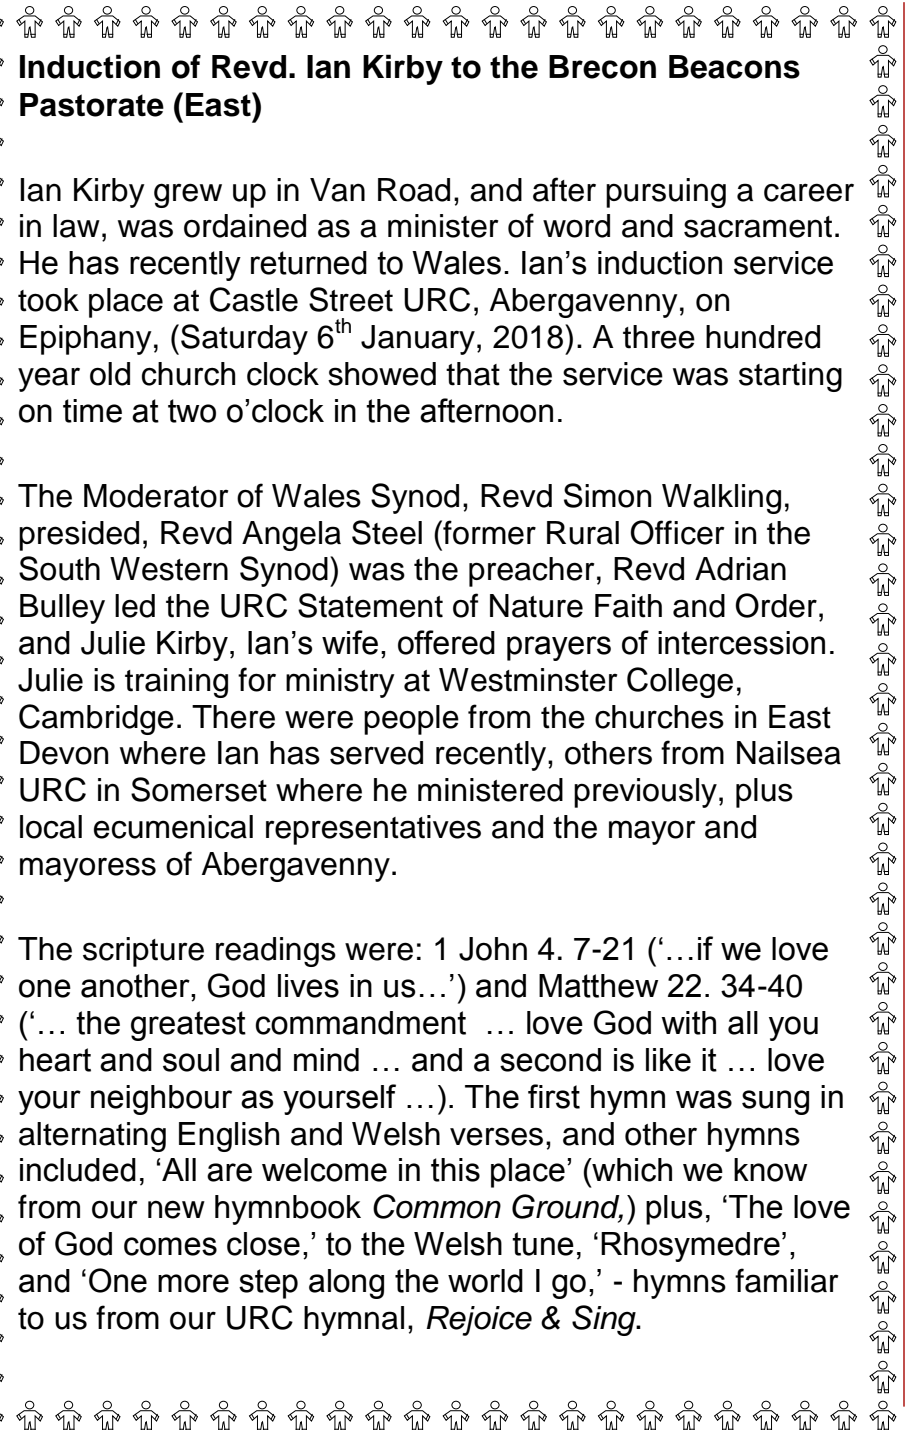 Induction of Revd. Ian Kirby to the Brecon Beacons
Pastorate (East)
Ian Kirby grew up in Van Road, and after pursuing a career
in law, was ordained as a minister of word and sacrament.
He has recently returned to Wales. Ian’s induction service
took place at Castle Street URC, Abergavenny, on
Epiphany, (Saturday 6th January, 2018). A three hundred
year old church clock showed that the service was starting
on time at two o’clock in the afternoon.
The Moderator of Wales Synod, Revd Simon Walkling,
presided, Revd Angela Steel (former Rural Officer in the
South Western Synod) was the preacher, Revd Adrian
Bulley led the URC Statement of Nature Faith and Order,
and Julie Kirby, Ian’s wife, offered prayers of intercession.
Julie is training for ministry at Westminster College,
Cambridge. There were people from the churches in East
Devon where Ian has served recently, others from Nailsea
URC in Somerset where he ministered previously, plus
local ecumenical representatives and the mayor and
mayoress of Abergavenny.
The scripture readings were: 1 John 4. 7-21 (‘…if we love
one another, God lives in us…’) and Matthew 22. 34-40
(‘… the greatest commandment  … love God with all you
heart and soul and mind … and a second is like it … love
your neighbour as yourself …). The first hymn was sung in
alternating English and Welsh verses, and other hymns
included, ‘All are welcome in this place’ (which we know
from our new hymnbook Common Ground,) plus, ‘The love
of God comes close,’ to the Welsh tune, ‘Rhosymedre’,
and ‘One more step along the world I go,’ - hymns familiar
to us from our URC hymnal, Rejoice & Sing.